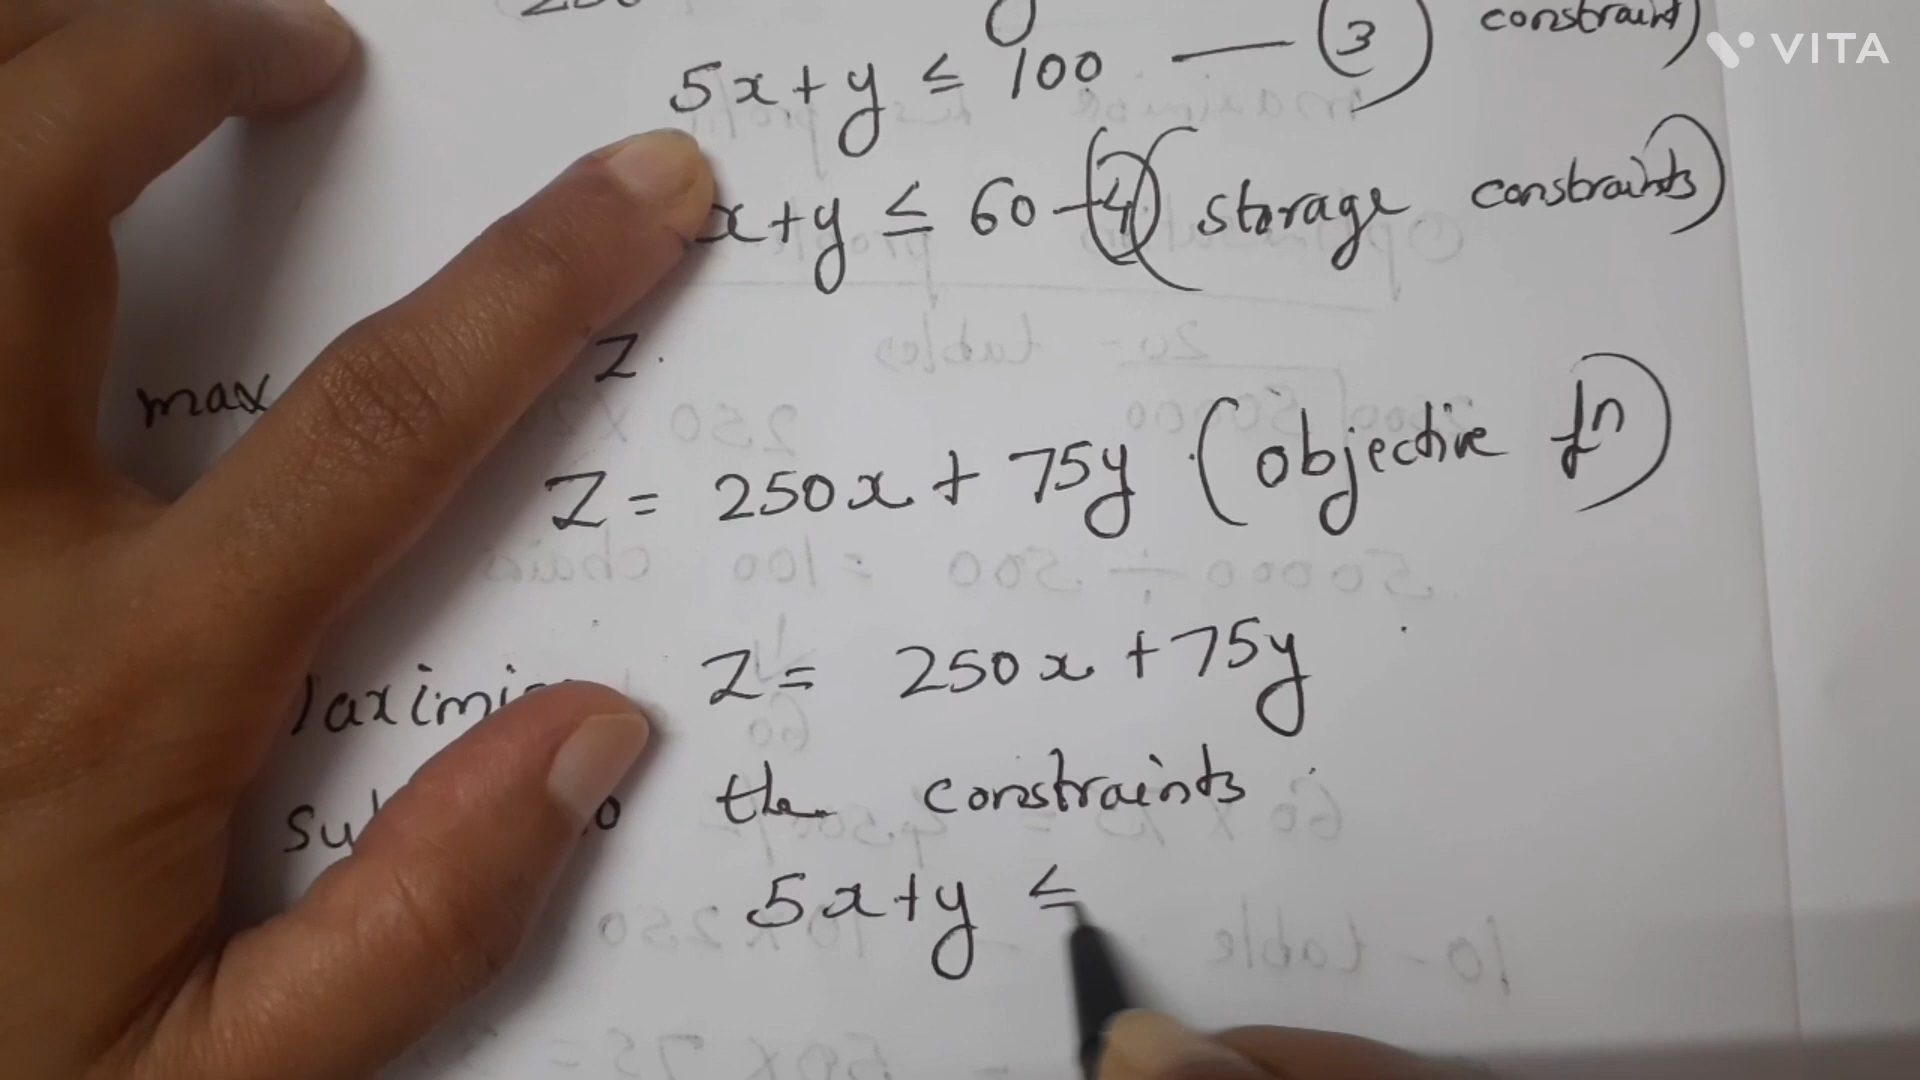 constraint)
5x+y ≤ 100 — (3)
VITA
x+y ≤ 60 - (4) (storage constraints)
Z.
max
Z = 250x + 75y (objective fn)
Z = 250x + 75y
the constraints
5x+y ≤